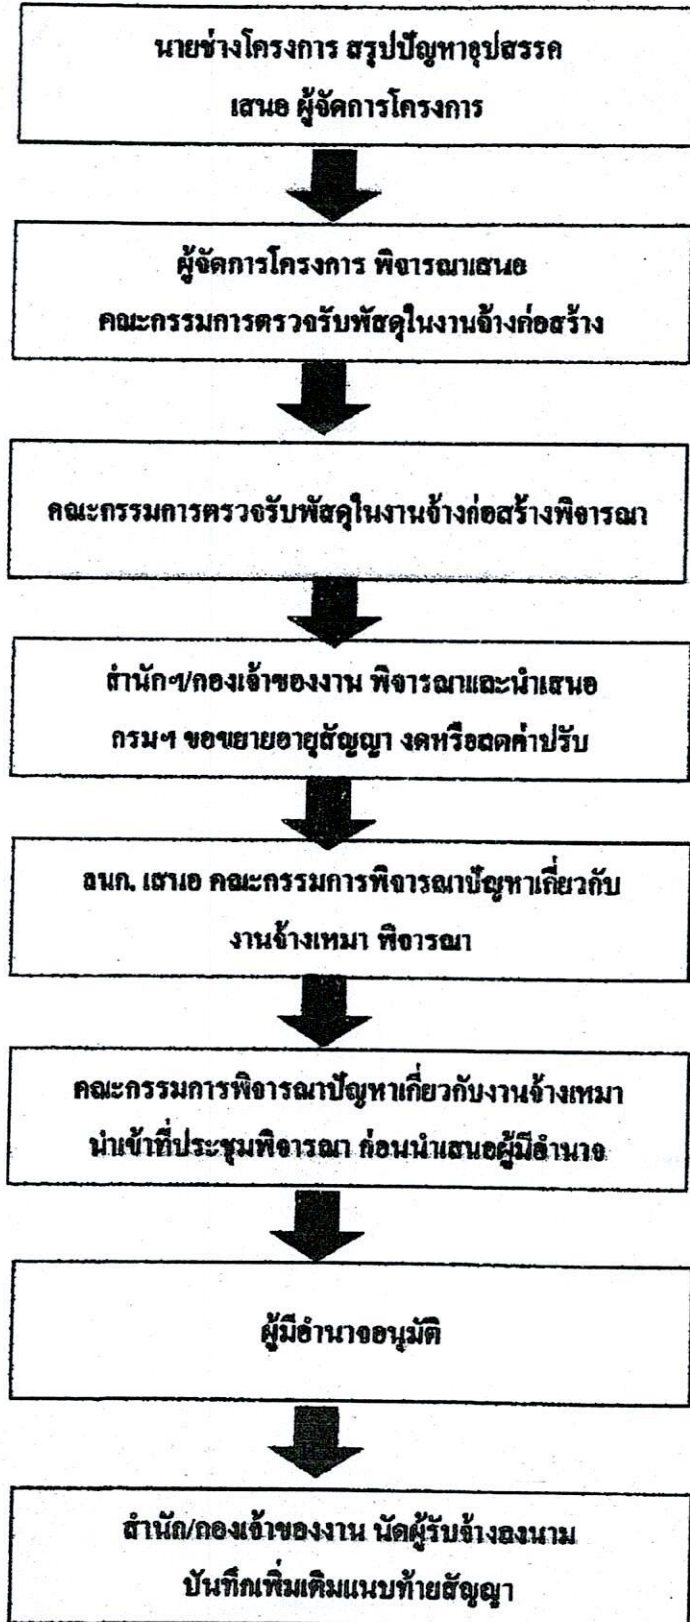 นายช่างโครงการ สรุปปัญหาอุปสรรค
เสนอ ผู้จัดการโครงการ
ผู้จัดการโครงการ พิจารณาเสนอ
คณะกรรมการตรวจรับพัสดุในงานจ้างก่อสร้าง
คณะกรรมการตรวจรับพัสดุในงานจ้างก่อสร้างพิจารณา
สำนักฯ/กองเจ้าของงาน พิจารณาและนำเสนอ
กรมฯ ขอขยายอายุสัญญา งดหรือลดค่าปรับ
ลนก. เสนอ คณะกรรมการพิจารณาปัญหาเกี่ยวกับ
งานจ้างเหมา พิจารณา
คณะกรรมการพิจารณาปัญหาเกี่ยวกับงานจ้างเหมา
นำเข้าที่ประชุมพิจารณา ก่อนนำเสนอผู้มีอำนาจ
ผู้มีอำนาจอนุมัติ
สำนัก/กองเจ้าของงาน นัดผู้รับจ้างลงนาม
บันทึกเพิ่มเติมแนบท้ายสัญญา